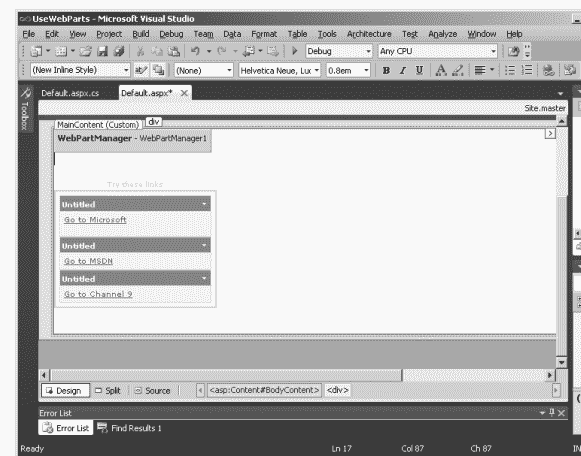 UseWebParts - Microsoft Visual Studio
File Edit View Project Build Debug Team Data Format Table Tools Architecture Test Analyze Window Help
Debug Any CPU
(New Inline Style) (None) Helvetica Neue, Luc 0.8em B I U A
Toolbox
Default.aspx.cs Default.aspx* X
Site.master
MainContent (Custom) div
WebPartManager - WebPartManager1
Try these links
Untitled
Go to Microsoft
Untitled
Go to MSDN
Untitled
Go to Channel 9
Design Split Source <asp:Content#BodyContent> <div>
Error List
Error List Find Results 1
Ready Ln 17 Col 87 Ch 87 IN